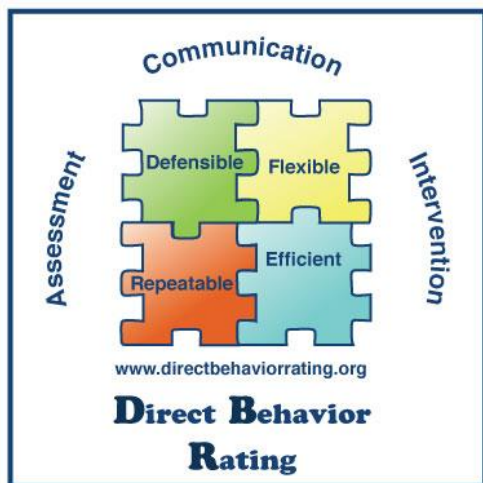 Communication
Assessment
Intervention
Defensible
Flexible
Repeatable
Efficient
www.directbehaviorrating.org
Direct Behavior
Rating